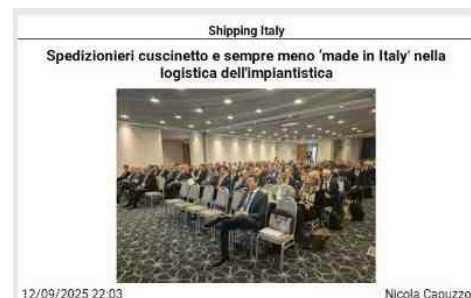 Shipping Italy
Spedizionieri cuscinetto e sempre meno ‘made in Italy’ nella
logistica dell'impiantistica
12/09/2025 22:03 Nicola Capuzzo